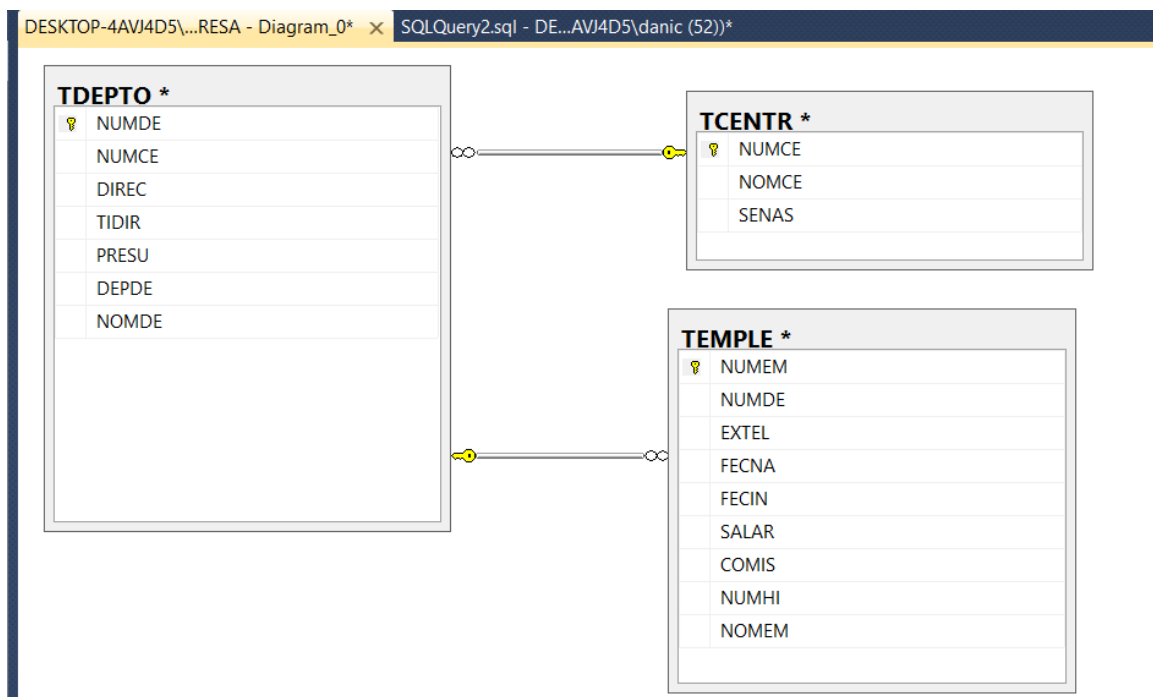 DESKTOP-4AVJ4D5\...RESA - Diagram_0* × SQLQuery2.sql - DE...AVJ4D5\danic (52))*
TDEPTO *
NUMDE
NUMCE
DIREC
TIDIR
PRESU
DEPDE
NOMDE
TCENTR *
NUMCE
NOMCE
SENAS
TEMPLE *
NUMEM
NUMDE
EXTEL
FECNA
FECIN
SALAR
COMIS
NUMHI
NOMEM